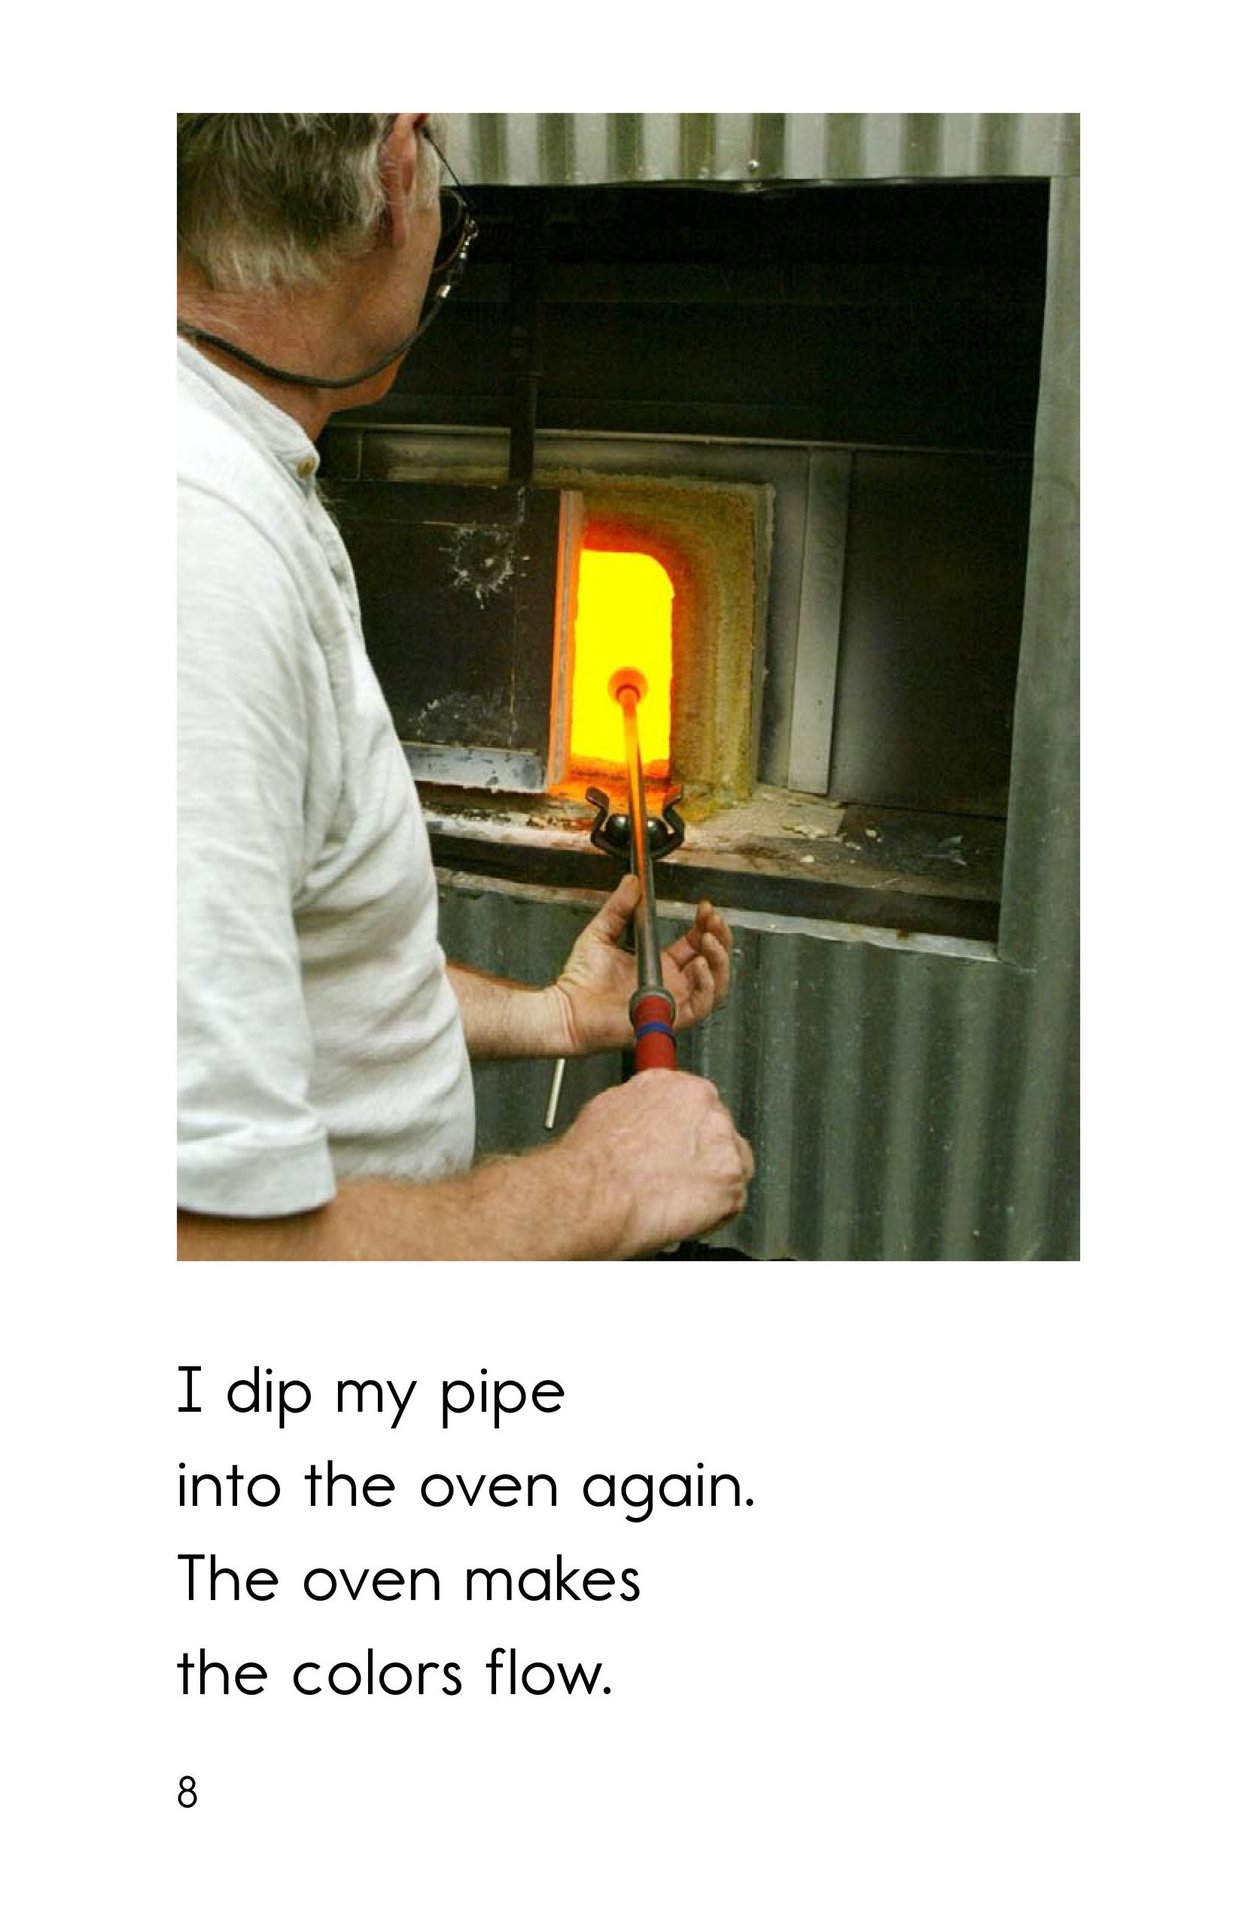 I dip my pipe
into the oven again.
The oven makes
the colors flow.
8